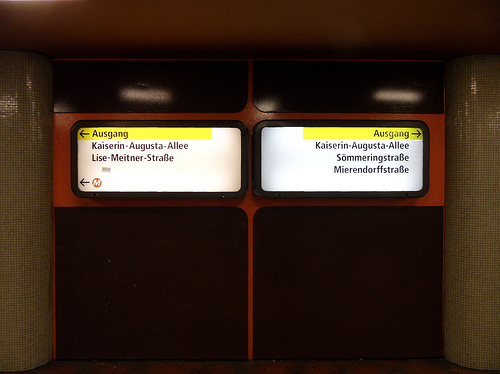 ← Ausgang
Kaiserin-Augusta-Allee
Lise-Meitner-Straße
← M
Ausgang →
Kaiserin-Augusta-Allee
Sömmeringstraße
Mierendorffstraße